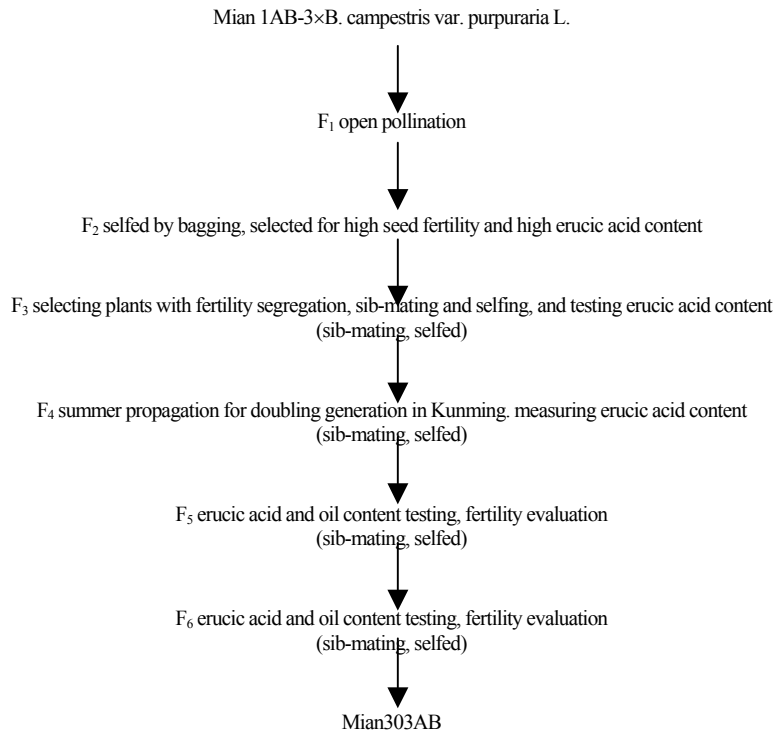 Mian 1AB-3×B. campestris var. purpuraria L.
F₁ open pollination
F₂ selfed by bagging, selected for high seed fertility and high erucic acid content
F₃ selecting plants with fertility segregation, sib-mating and selfing, and testing erucic acid content
(sib-mating, selfed)
F₄ summer propagation for doubling generation in Kunming. measuring erucic acid content
(sib-mating, selfed)
F₅ erucic acid and oil content testing, fertility evaluation
(sib-mating, selfed)
F₆ erucic acid and oil content testing, fertility evaluation
(sib-mating, selfed)
Mian303AB